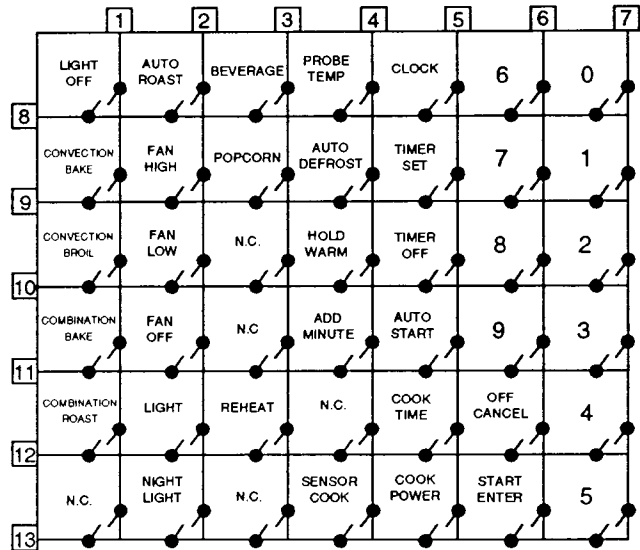 1 2 3 4 5 6 7
LIGHT OFF AUTO ROAST BEVERAGE PROBE TEMP CLOCK 6 0
8
CONVECTION BAKE FAN HIGH POPCORN AUTO DEFROST TIMER SET 7 1
9
CONVECTION BROIL FAN LOW N.C. HOLD WARM TIMER OFF 8 2
10
COMBINATION BAKE FAN OFF N.C ADD MINUTE AUTO START 9 3
11
COMBINATION ROAST LIGHT REHEAT N.C. COOK TIME OFF CANCEL 4
12
N.C. NIGHT LIGHT N.C. SENSOR COOK COOK POWER START ENTER 5
13